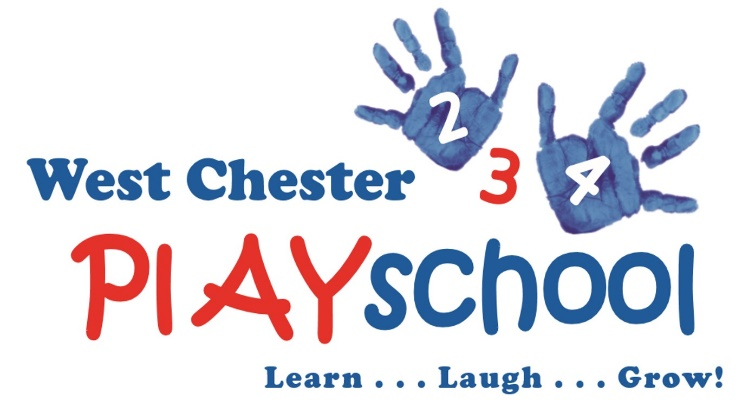 2
3
4
West Chester
PlAYschool
Learn . . . Laugh . . . Grow!